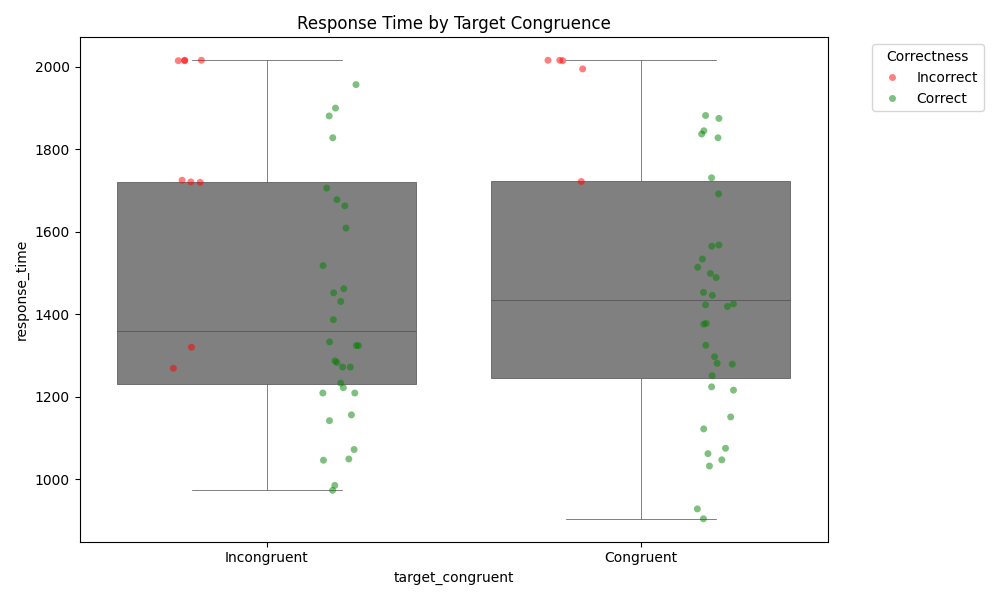 Response Time by Target Congruence
Correctness
Incorrect
Correct
response_time
2000
1800
1600
1400
1200
1000
Incongruent
Congruent
target_congruent